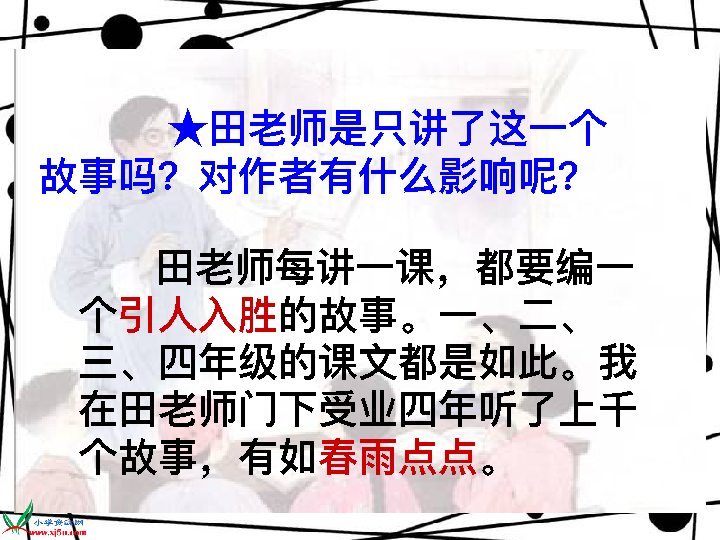 ★田老师是只讲了这一个
故事吗？对作者有什么影响呢？
田老师每讲一课，都要编一
个引人入胜的故事。一、二、
三、四年级的课文都是如此。我
在田老师门下受业四年听了上千
个故事，有如春雨点点。
小学资源网
www.xj5u.com